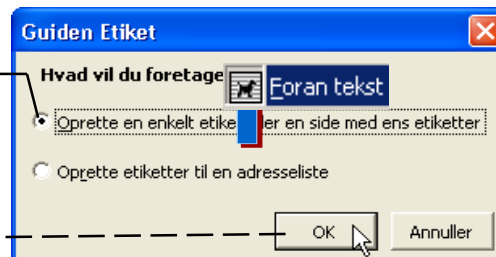 Guiden Etiket
Hvad vil du foretage
Foran tekst
Oprette en enkelt etike er en side med ens etiketter
Oprette etiketter til en adresseliste
OK Annuller